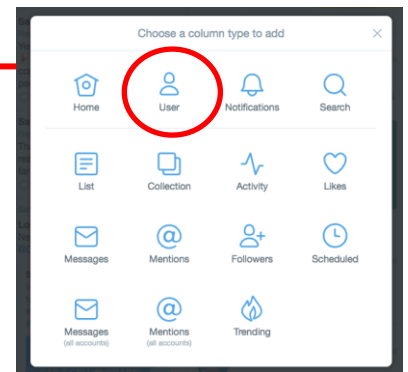 Choose a column type to add
Home User Notifications Search
List Collection Activity Likes
Messages Mentions Followers Scheduled
Messages Mentions Trending
(all accounts) (all accounts)